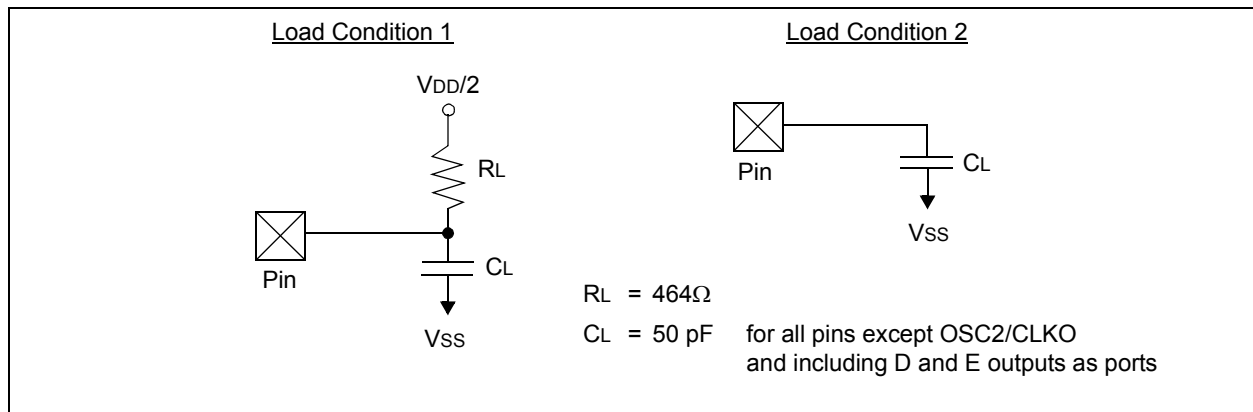 Load Condition 1
VDD/2
RL
Pin
CL
VSS
Load Condition 2
Pin
CL
VSS
RL = 464Ω
CL = 50 pF for all pins except OSC2/CLKO
and including D and E outputs as ports